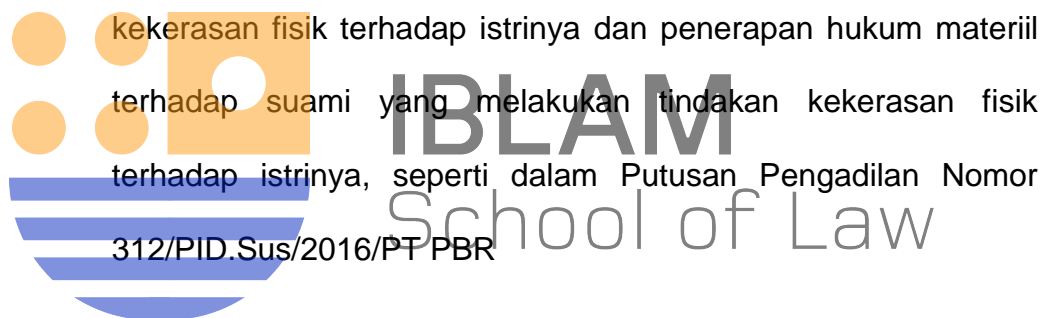 kekerasan fisik terhadap istrinya dan penerapan hukum materiil
terhadap suami yang melakukan tindakan kekerasan fisik
terhadap istrinya, seperti dalam Putusan Pengadilan Nomor
312/PID.Sus/2016/PT PBR
IBLAM
School of Law